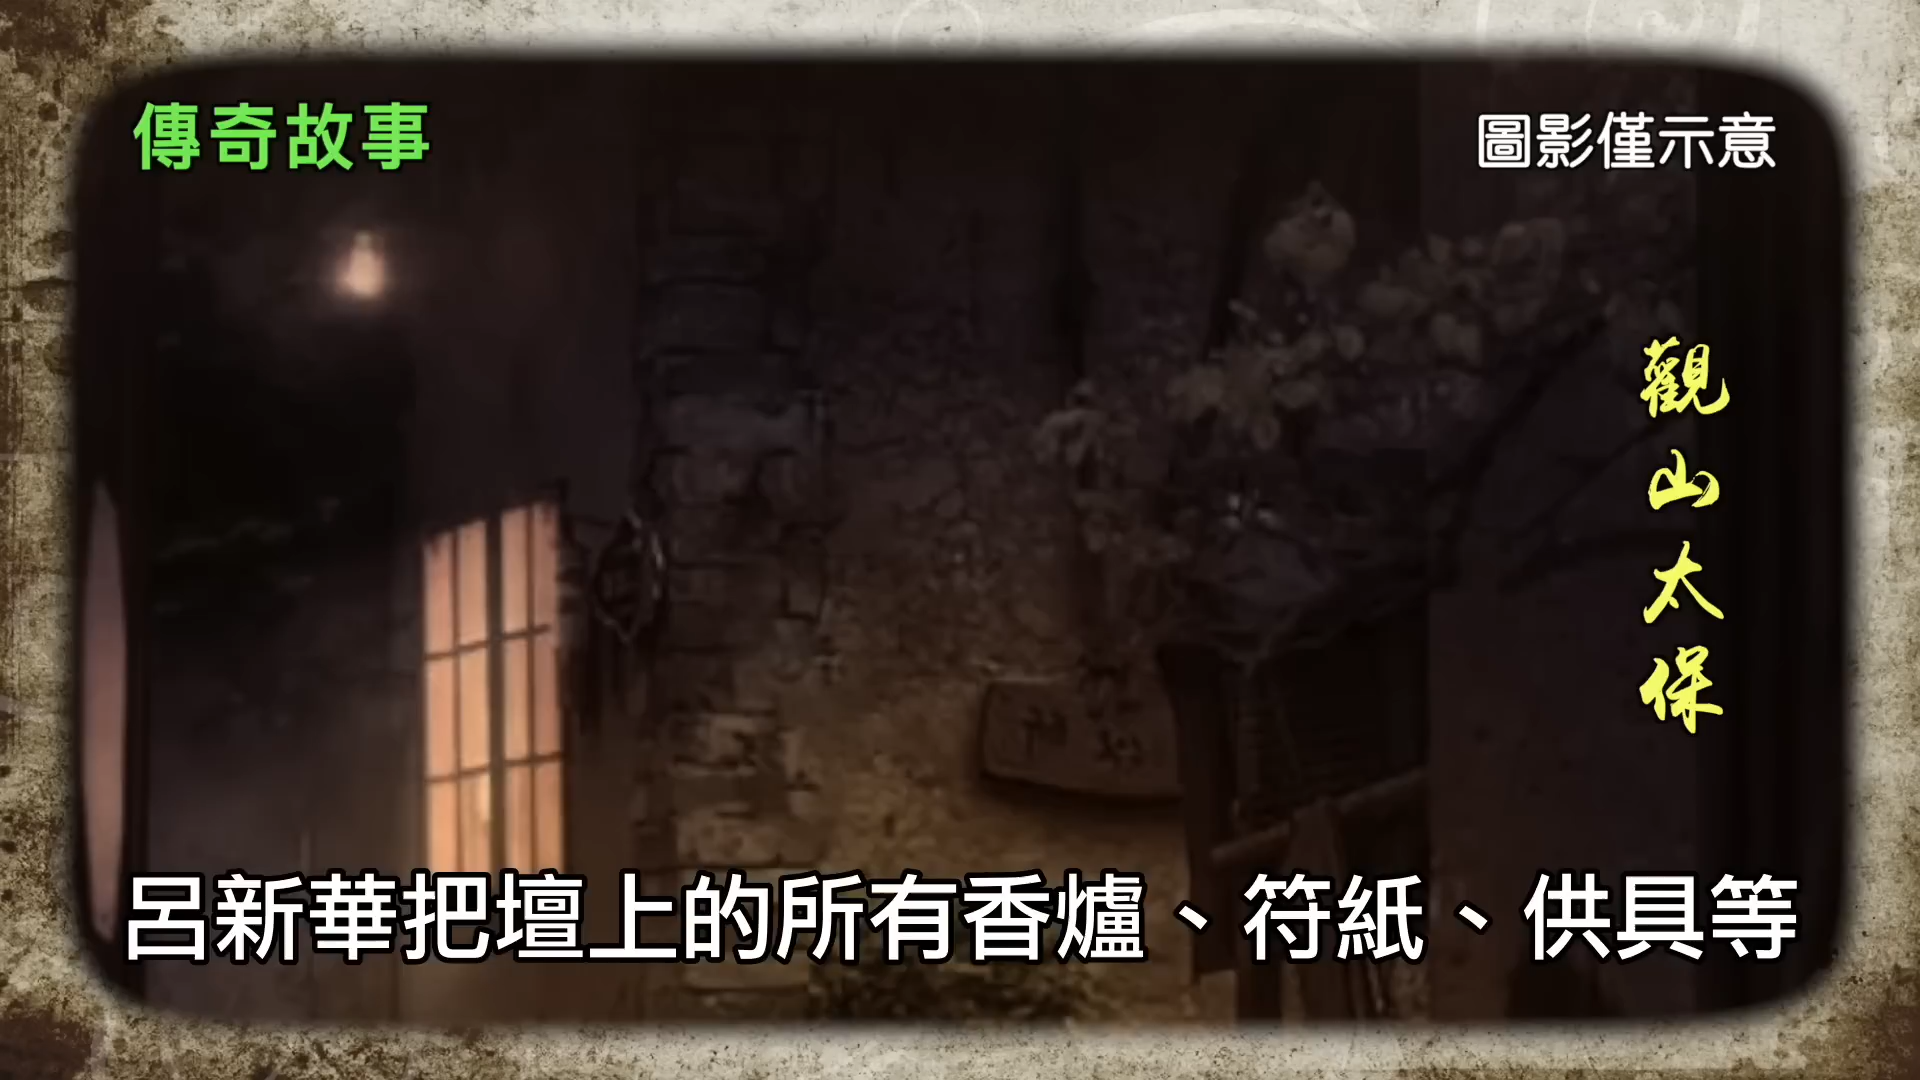 傳奇故事
圖影僅示意
觀山太保
呂新華把壇上的所有香爐、符紙、供具等